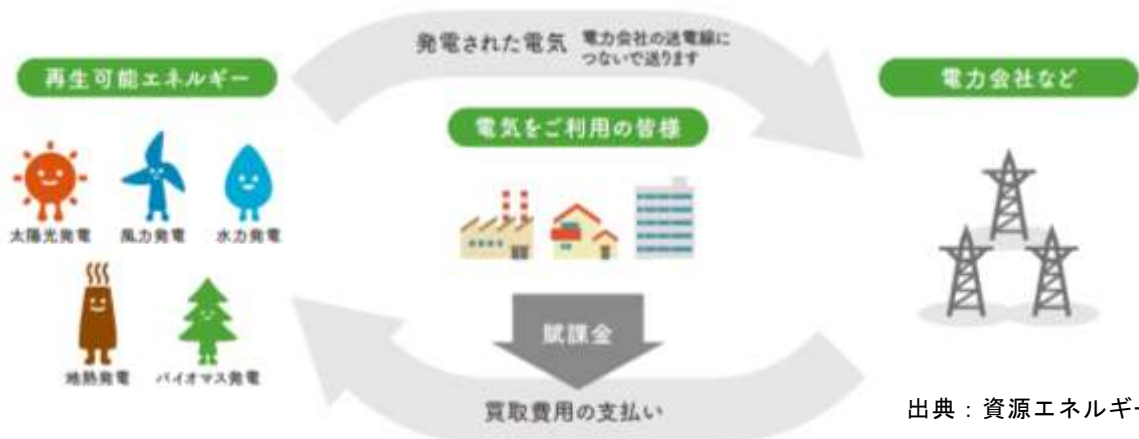 発電された電気 電力会社の送電線に
つないで送ります
再生可能エネルギー
電力会社など
電気をご利用の皆様
太陽光発電 風力発電 水力発電
賦課金
地熱発電 バイオマス発電
買取費用の支払い
出典：資源エネルギー